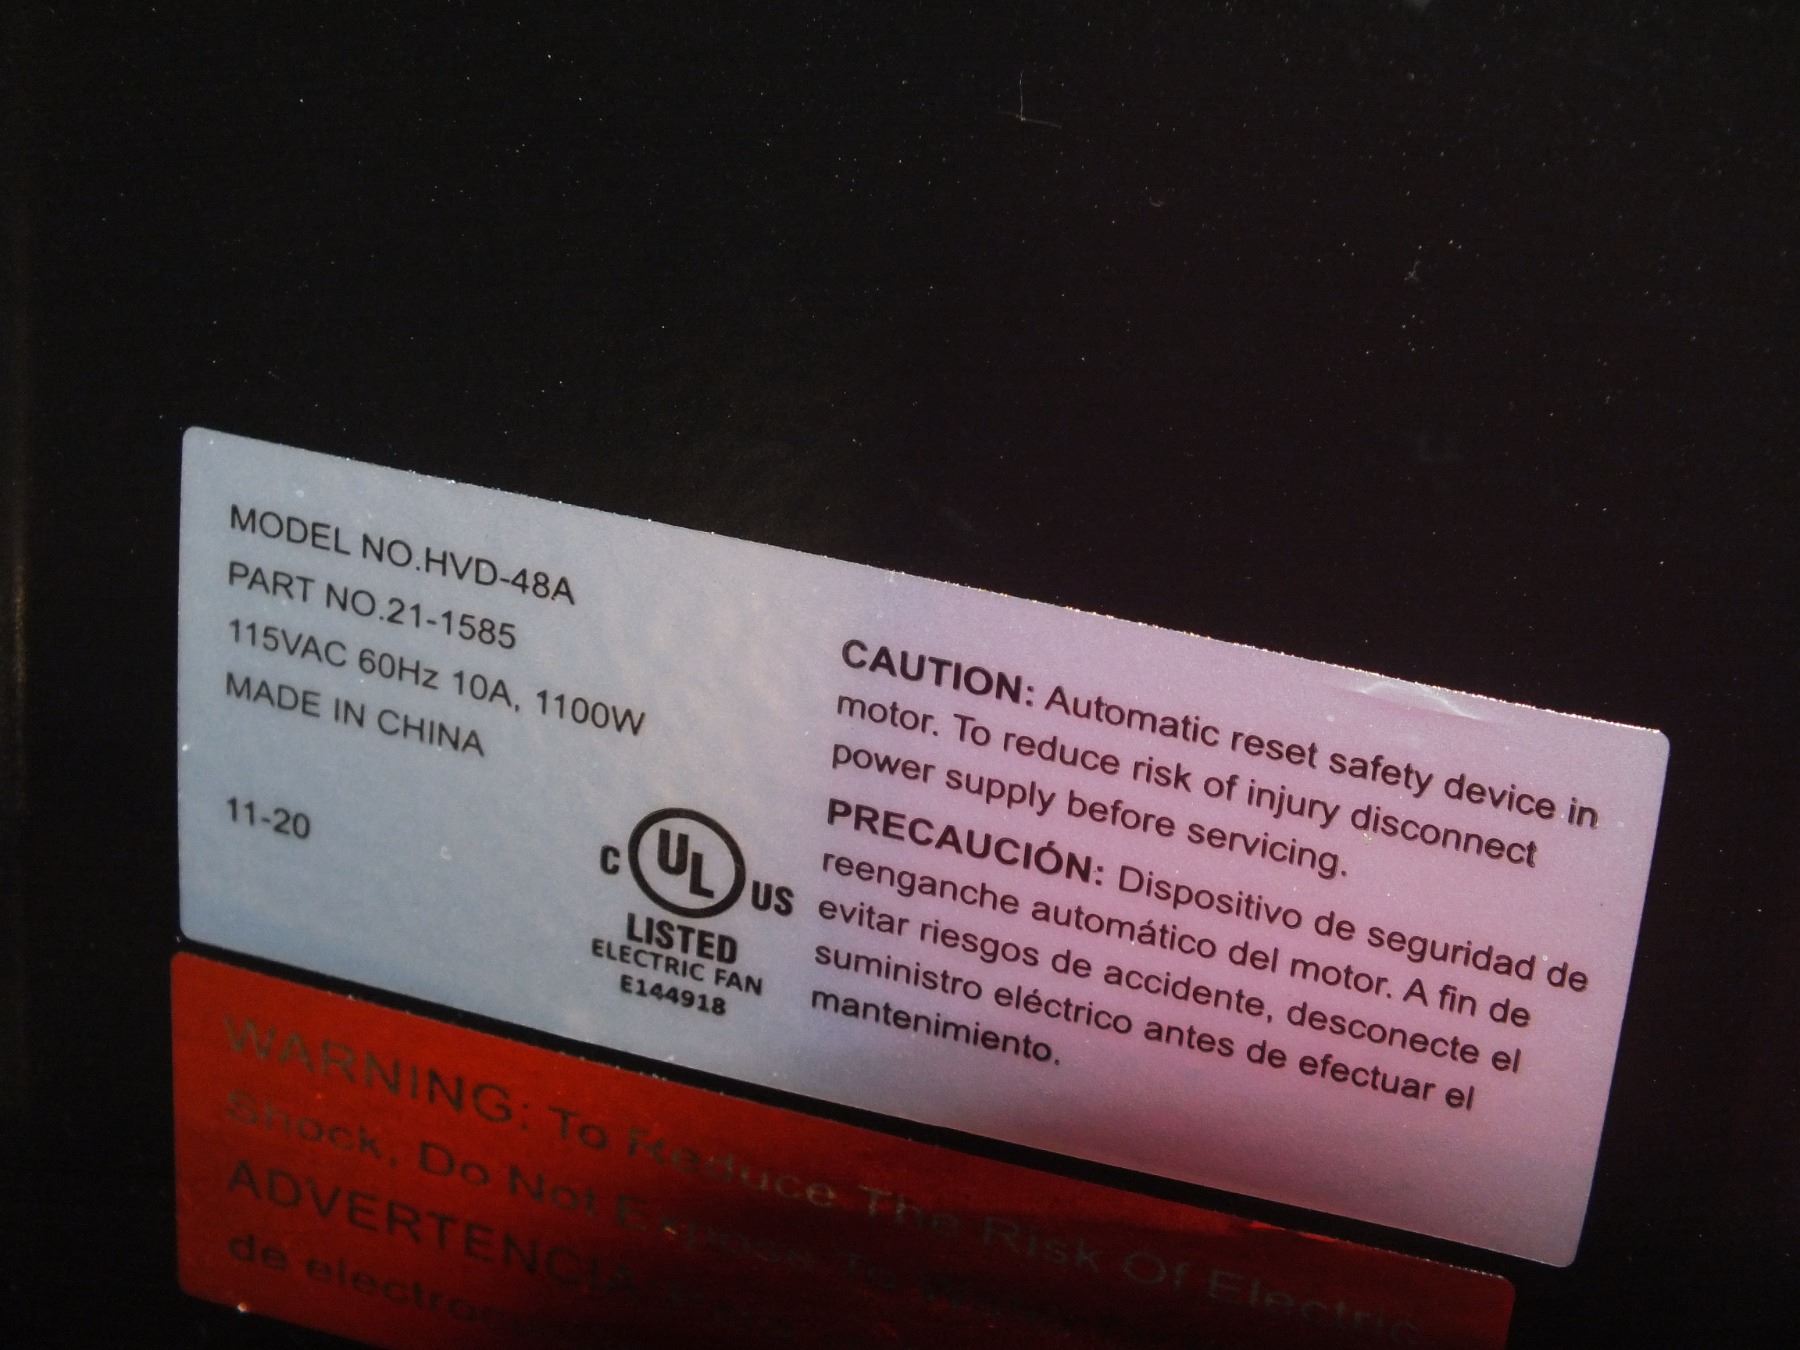 MODEL NO.HVD-48A
PART NO.21-1585
115VAC 60Hz 10A, 1100W
MADE IN CHINA
11-20
C UL US
LISTED
ELECTRIC FAN
E144918
CAUTION: Automatic reset safety device in
motor. To reduce risk of injury disconnect
power supply before servicing.
PRECAUCIÓN: Dispositivo de seguridad de
reenganche automático del motor. A fin de
evitar riesgos de accidente, desconecte el
suministro eléctrico antes de efectuar el
mantenimiento.
WARNING: To Reduce The Risk Of Electric
Shock, Do Not Expose To
ADVERTENCIA:
de